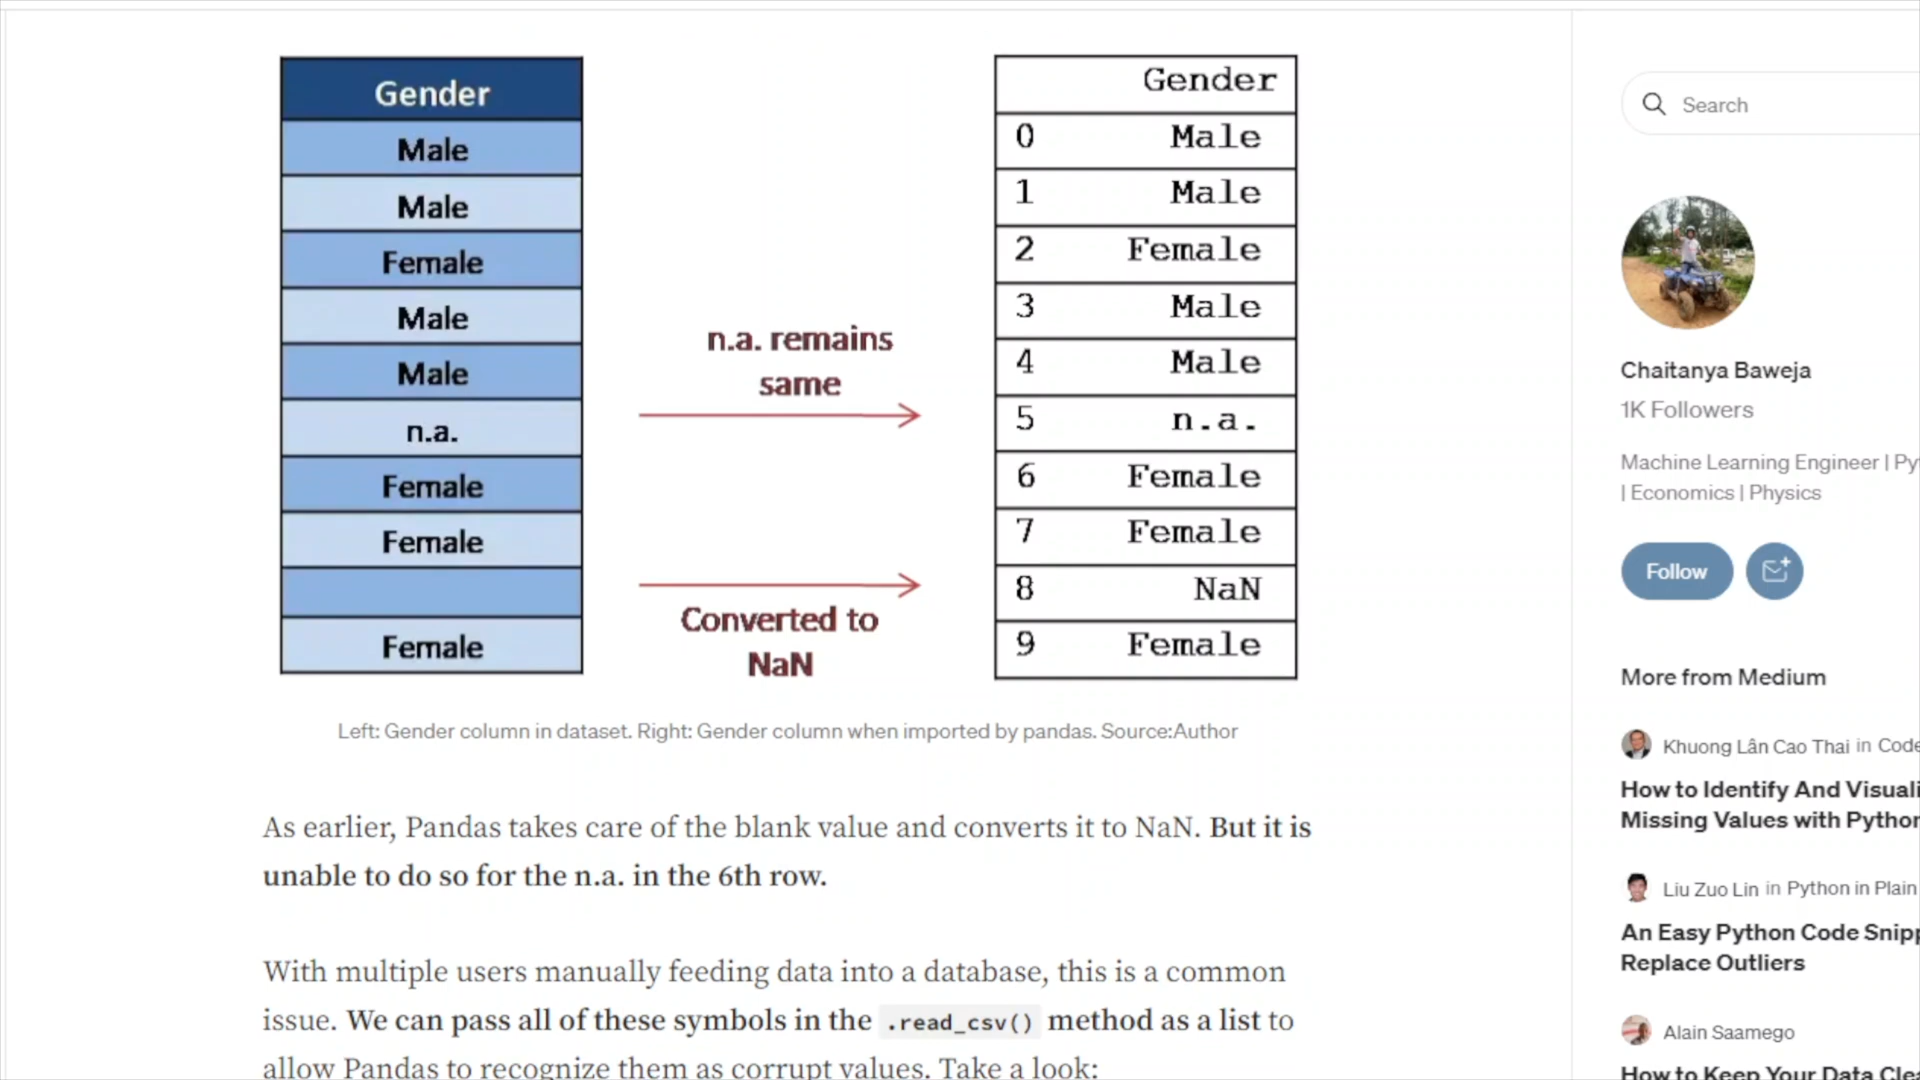 Gender
Male
Male
Female
Male
Male
n.a.
Female
Female
Female
n.a. remains
same
Converted to
NaN
Gender
0 Male
1 Male
2 Female
3 Male
4 Male
5 n.a.
6 Female
7 Female
8 NaN
9 Female
Left: Gender column in dataset. Right: Gender column when imported by pandas. Source:Author
As earlier, Pandas takes care of the blank value and converts it to NaN. But it is
unable to do so for the n.a. in the 6th row.
With multiple users manually feeding data into a database, this is a common
issue. We can pass all of these symbols in the .read_csv() method as a list to
allow Pandas to recognize them as corrupt values. Take a look:
Search
Chaitanya Baweja
1K Followers
Machine Learning Engineer | Py
| Economics | Physics
Follow
More from Medium
Khuong Lân Cao Thai in Code
How to Identify And Visuali
Missing Values with Python
Liu Zuo Lin in Python in Plain
An Easy Python Code Snipp
Replace Outliers
Alain Saamego
How to Keep Your Data Clea